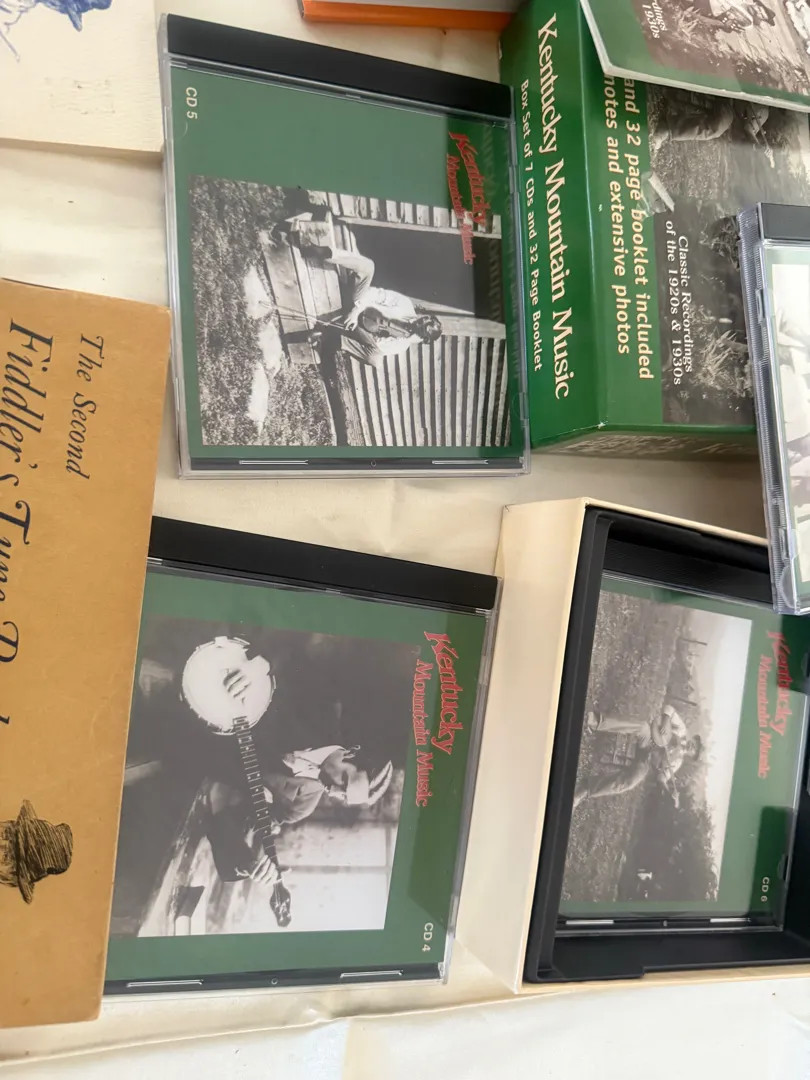 Kentucky Mountain Music
Box Set of 7 CDs and 32 Page Booklet
and 32 page booklet included
notes and extensive photos
Classic Recordings
of the 1920s & 1930s
1930s
CD 5
Kentucky
Mountain Music
The Second
Fiddler's Tune
Kentucky
Mountain Music
CD 4
Kentucky
Mountain Music
CD 6